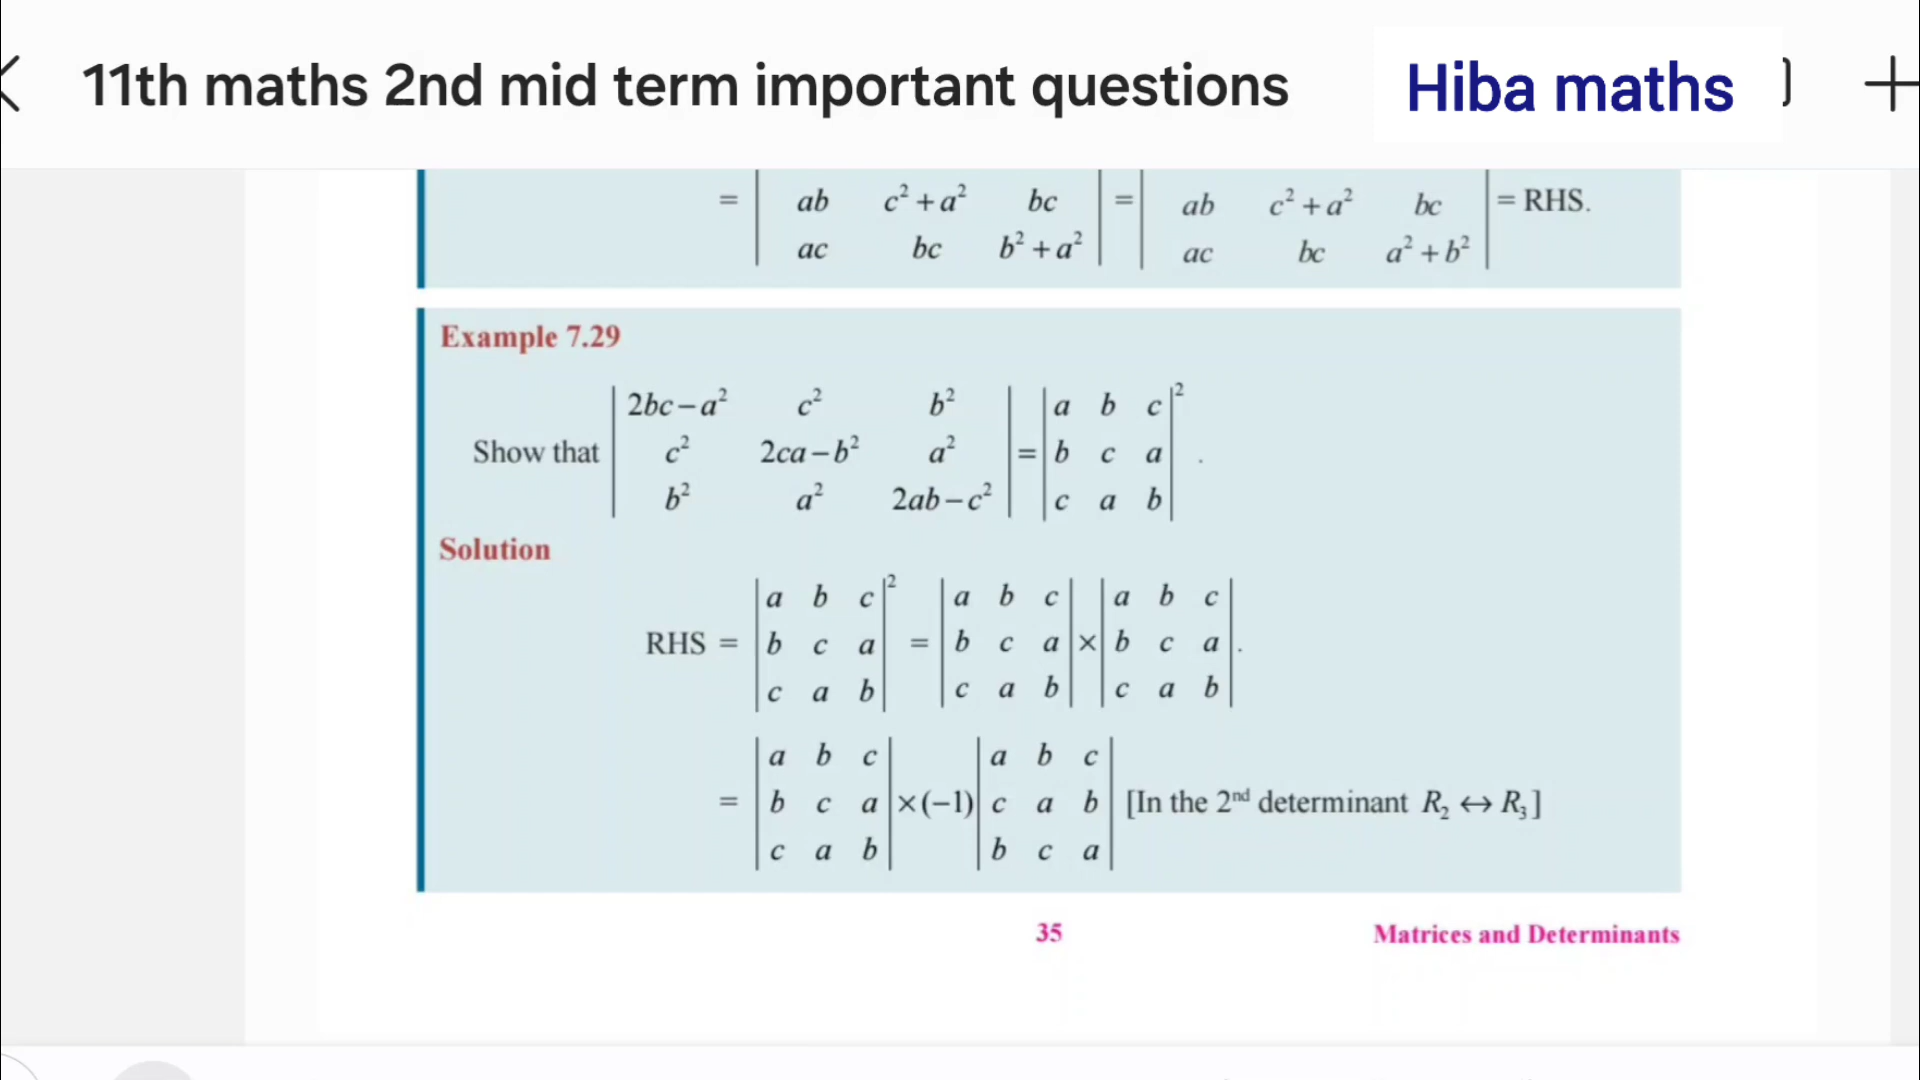 11th maths 2nd mid term important questions Hiba maths
= | ab c² + a² bc | = | ab c² + a² bc | = RHS.
| ac bc b² + a² | | ac bc a² + b² |
Example 7.29
| 2bc – a² c² b² | | a b c |²
Show that | c² 2ca – b² a² | = | b c a | .
| b² a² 2ab – c² | | c a b |
Solution
| a b c |² | a b c | | a b c |
RHS = | b c a | = | b c a | × | b c a | .
| c a b | | c a b | | c a b |
| a b c | | a b c |
= | b c a | ×(–1) | c a b | [In the 2nd determinant R₂ ↔ R₃]
| c a b | | b c a |
35 Matrices and Determinants